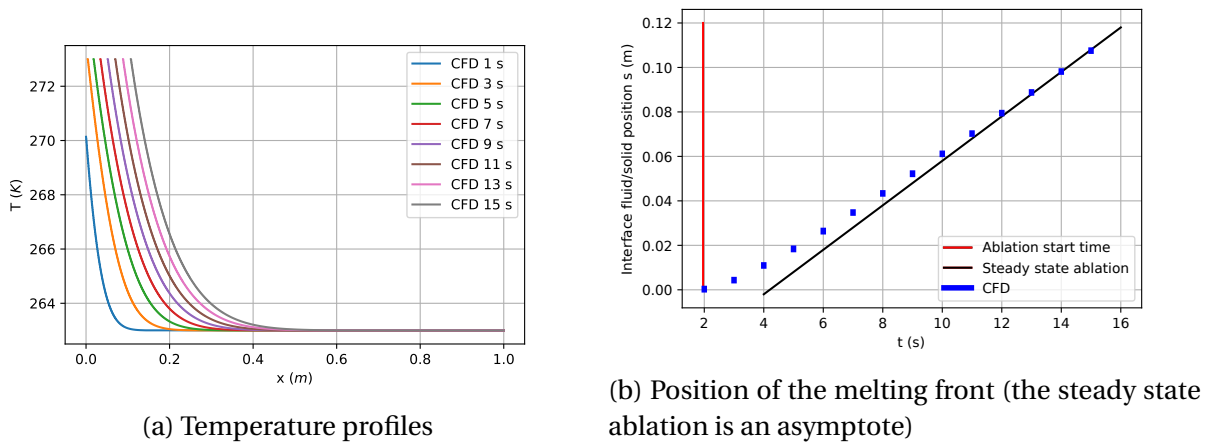 272
270
268
266
264
T (K)
0.0 0.2 0.4 0.6 0.8 1.0
x (m)
CFD 1 s
CFD 3 s
CFD 5 s
CFD 7 s
CFD 9 s
CFD 11 s
CFD 13 s
CFD 15 s
(a) Temperature profiles
0.12
0.10
0.08
0.06
0.04
0.02
0.00
Interface fluid/solid position s (m)
2 4 6 8 10 12 14 16
t (s)
Ablation start time
Steady state ablation
CFD
(b) Position of the melting front (the steady state
ablation is an asymptote)